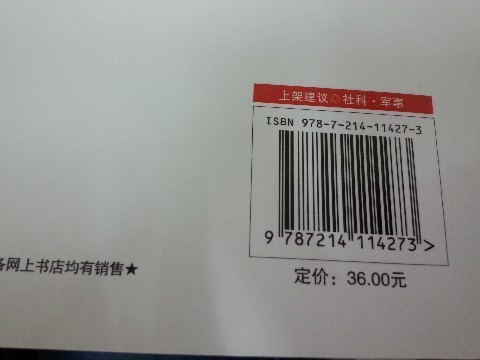 上架建议◎社科·军事
ISBN 978-7-214-11427-3
9 787214 114273>
定价：36.00元
网上书店均有销售★